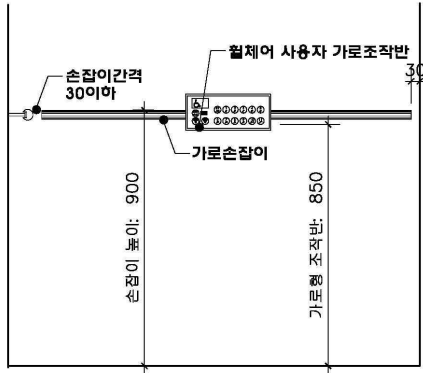 휠체어 사용자 가로조작반
손잡이간격
30이하
30
가로손잡이
손잡이 높이: 900
가로형 조작반: 850